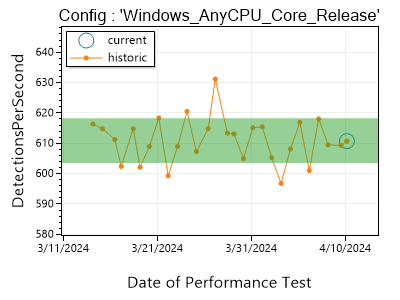 Config : 'Windows_AnyCPU_Core_Release'
current
historic
DetectionsPerSecond
640
620
610
600
590
580
3/11/2024
3/21/2024
3/31/2024
4/10/2024
Date of Performance Test